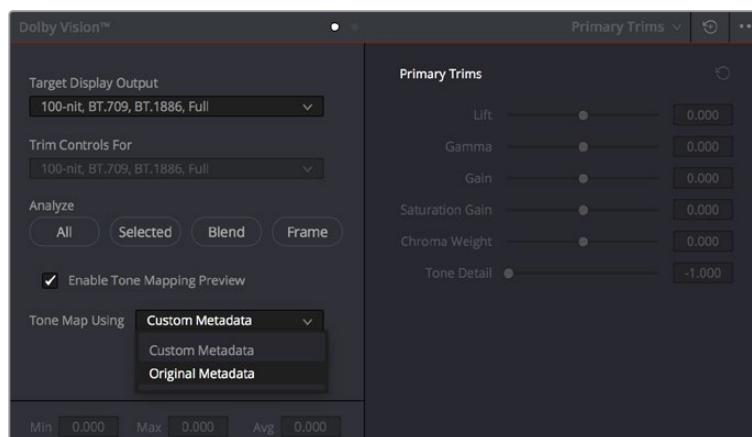 Dolby Vision™
Primary Trims
Target Display Output
100-nit, BT.709, BT.1886, Full
Trim Controls For
100-nit, BT.709, BT.1886, Full
Analyze
All Selected Blend Frame
Enable Tone Mapping Preview
Tone Map Using Custom Metadata
Custom Metadata
Original Metadata
Min 0.000 Max 0.000 Avg 0.000
Primary Trims
Lift 0.000
Gamma 0.000
Gain 0.000
Saturation Gain 0.000
Chroma Weight 0.000
Tone Detail -1.000